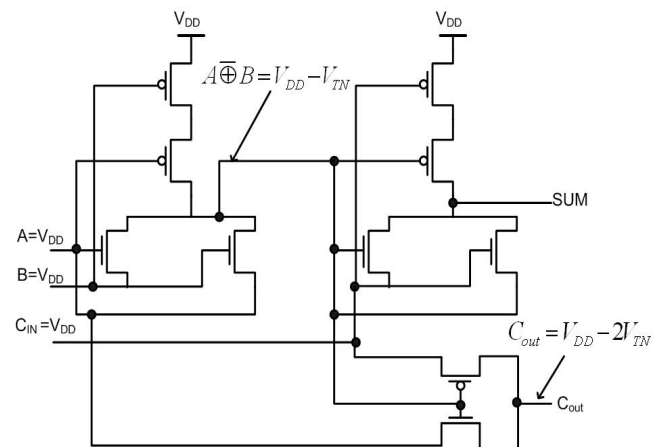 V_DD
V_DD
A⊕̅B=V_DD−V_TN
SUM
A=V_DD
B=V_DD
C_IN=V_DD
C_out=V_DD−2V_TN
C_out